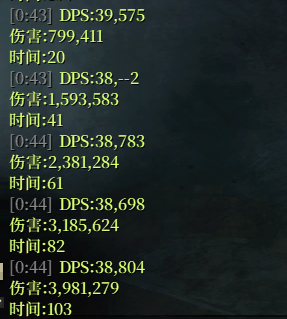 [0:43] DPS:39,575
伤害:799,411
时间:20
[0:43] DPS:38,--2
伤害:1,593,583
时间:41
[0:44] DPS:38,783
伤害:2,381,284
时间:61
[0:44] DPS:38,698
伤害:3,185,624
时间:82
[0:44] DPS:38,804
伤害:3,981,279
时间:103